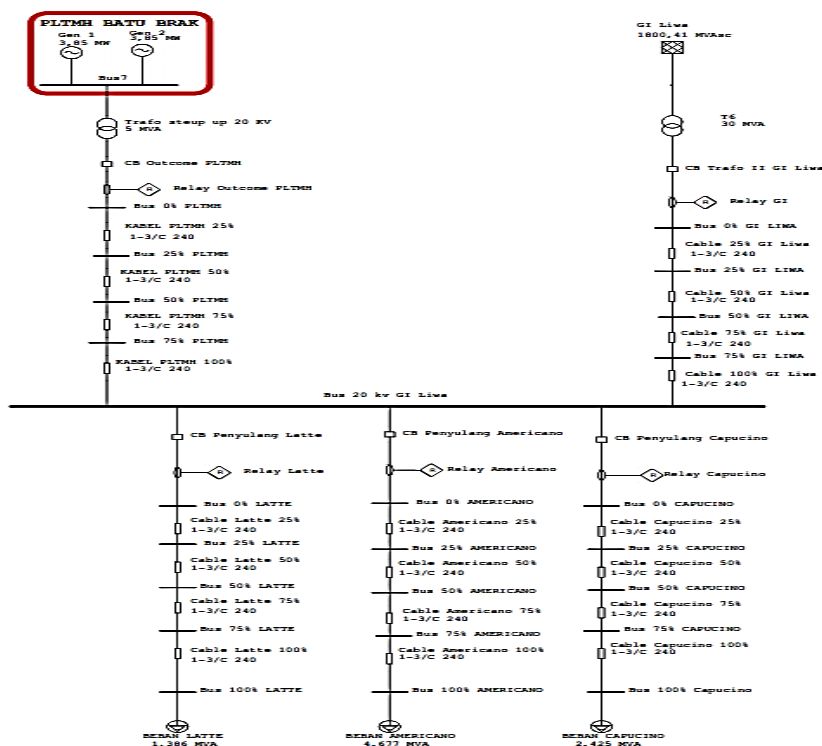 PLTMH BATU BRAK
Gen 1
3,85 MW
Gen 2
3,85 MW
Bus7
Trafo steup up 20 KV
5 MVA
CB Outcome PLTMH
R
Relay Outcome PLTMH
Bus 0% PLTMH
KABEL PLTMH 25%
1-3/C 240
Bus 25% PLTMH
KABEL PLTMH 50%
1-3/C 240
Bus 50% PLTMH
KABEL PLTMH 75%
1-3/C 240
Bus 75% PLTMH
KABEL PLTMH 100%
1-3/C 240
GI Liwa
1800,41 MVAsc
T6
30 MVA
CB Trafo II GI Liwa
R
Relay GI
Bus 0% GI LIWA
Cable 25% GI Liwa
1-3/C 240
Bus 25% GI LIWA
Cable 50% GI Liwa
1-3/C 240
Bus 50% GI LIWA
Cable 75% GI Liwa
1-3/C 240
Bus 75% GI LIWA
Cable 100% GI Liwa
1-3/C 240
Bus 20 kv GI Liwa
CB Penyulang Latte
R
Relay Latte
Bus 0% LATTE
Cable Latte 25%
1-3/C 240
Bus 25% LATTE
Cable Latte 50%
1-3/C 240
Bus 50% LATTE
Cable Latte 75%
1-3/C 240
Bus 75% LATTE
Cable Latte 100%
1-3/C 240
Bus 100% LATTE
BEBAN LATTE
1,386 MVA
CB Penyulang Americano
R
Relay Americano
Bus 0% AMERICANO
Cable Americano 25%
1-3/C 240
Bus 25% AMERICANO
Cable Americano 50%
1-3/C 240
Bus 50% AMERICANO
Cable Americano 75%
1-3/C 240
Bus 75% AMERICANO
Cable Americano 100%
1-3/C 240
Bus 100% AMERICANO
BEBAN AMERICANO
4,677 MVA
CB Penyulang Capucino
R
Relay Capucino
Bus 0% CAPUCINO
Cable Capucino 25%
1-3/C 240
Bus 25% CAPUCINO
Cable Capucino 50%
1-3/C 240
Bus 50% CAPUCINO
Cable Capucino 75%
1-3/C 240
Bus 75% CAPUCINO
Cable Capucino 100%
1-3/C 240
Bus 100% Capucino
BEBAN CAPUCINO
2,425 MVA